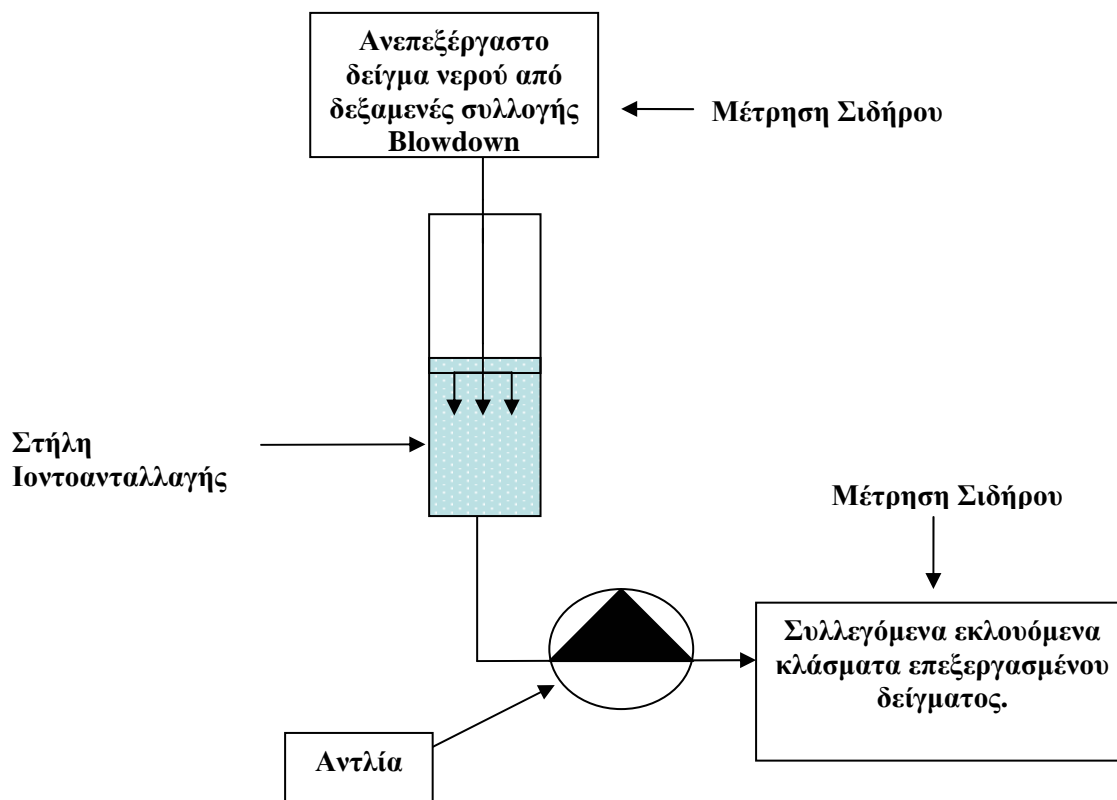 Ανεπεξέργαστο
δείγμα νερού από
δεξαμενές συλλογής
Blowdown
Μέτρηση Σιδήρου
Στήλη
Ιοντοανταλλαγής
Μέτρηση Σιδήρου
Συλλεγόμενα εκλουόμενα
κλάσματα επεξεργασμένου
δείγματος.
Αντλία